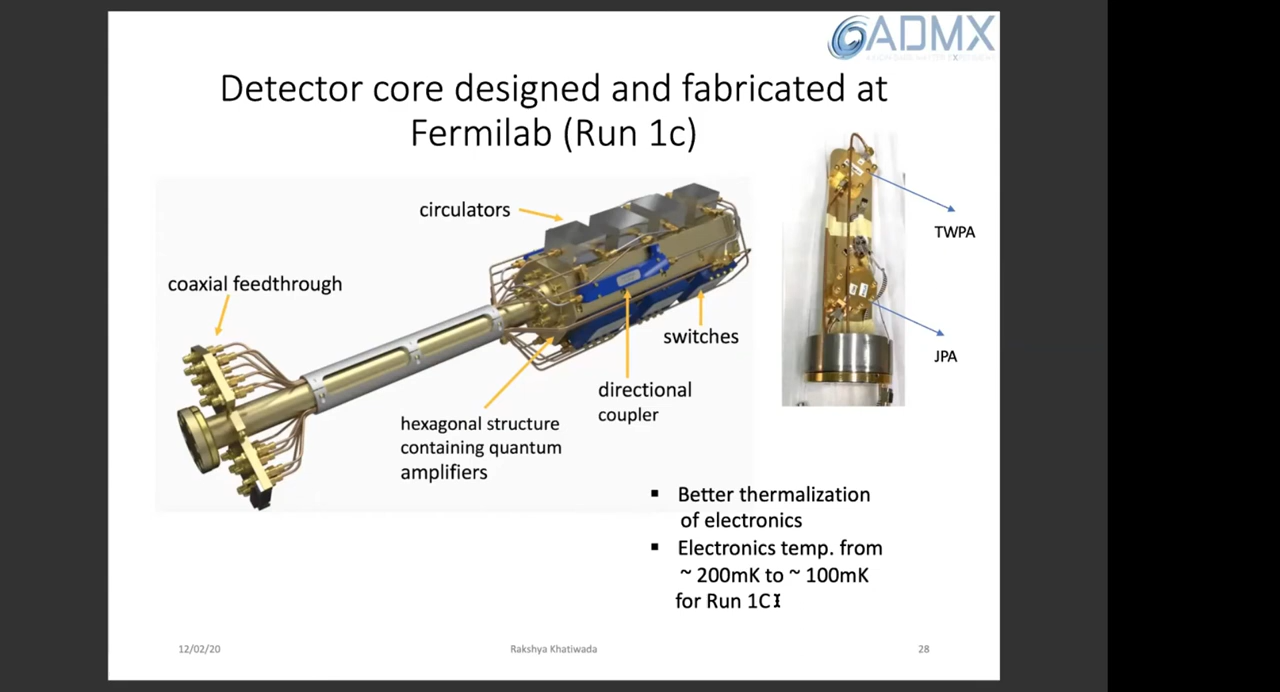 ADMX
Detector core designed and fabricated at
Fermilab (Run 1c)
circulators
coaxial feedthrough
switches
directional
coupler
hexagonal structure
containing quantum
amplifiers
TWPA
JPA
▪ Better thermalization
of electronics
▪ Electronics temp. from
~ 200mK to ~ 100mK
for Run 1C
12/02/20
Rakshya Khatiwada
28